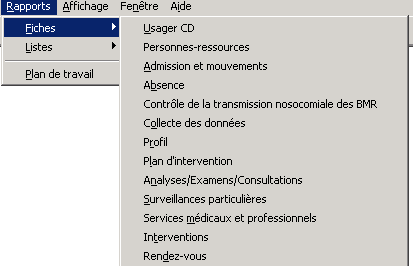 Rapports Affichage Fenêtre Aide
Fiches
Listes
Plan de travail
Usager CD
Personnes-ressources
Admission et mouvements
Absence
Contrôle de la transmission nosocomiale des BMR
Collecte des données
Profil
Plan d'intervention
Analyses/Examens/Consultations
Surveillances particulières
Services médicaux et professionnels
Interventions
Rendez-vous